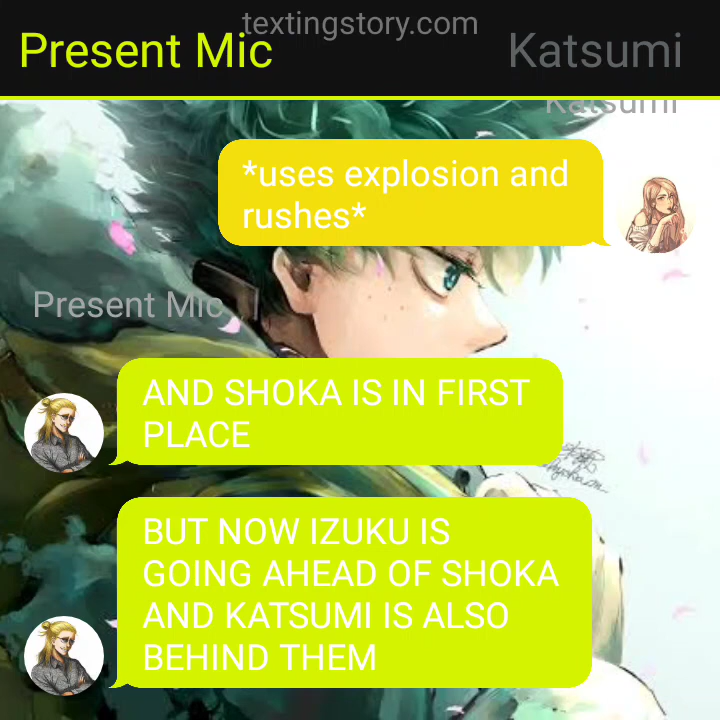 textingstory.com
Present Mic
Katsumi
Katsumi
*uses explosion and
rushes*
Present Mic
AND SHOKA IS IN FIRST
PLACE
BUT NOW IZUKU IS
GOING AHEAD OF SHOKA
AND KATSUMI IS ALSO
BEHIND THEM